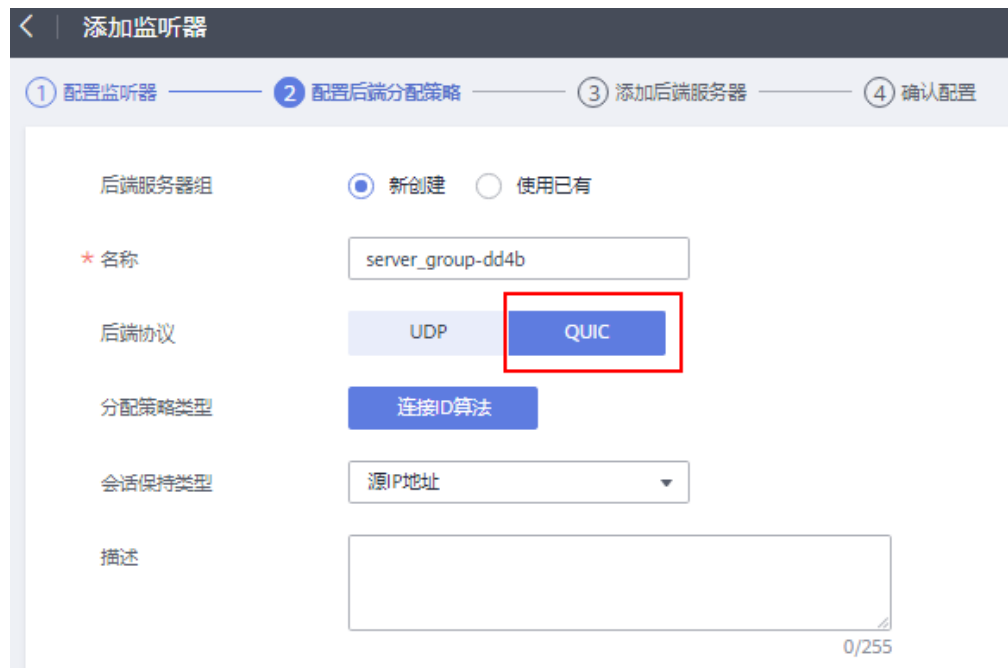 添加监听器
1 配置监听器 2 配置后端分配策略 3 添加后端服务器 4 确认配置
后端服务器组 新创建 使用已有
* 名称 server_group-dd4b
后端协议 UDP QUIC
分配策略类型 连接ID算法
会话保持类型 源IP地址
描述
0/255